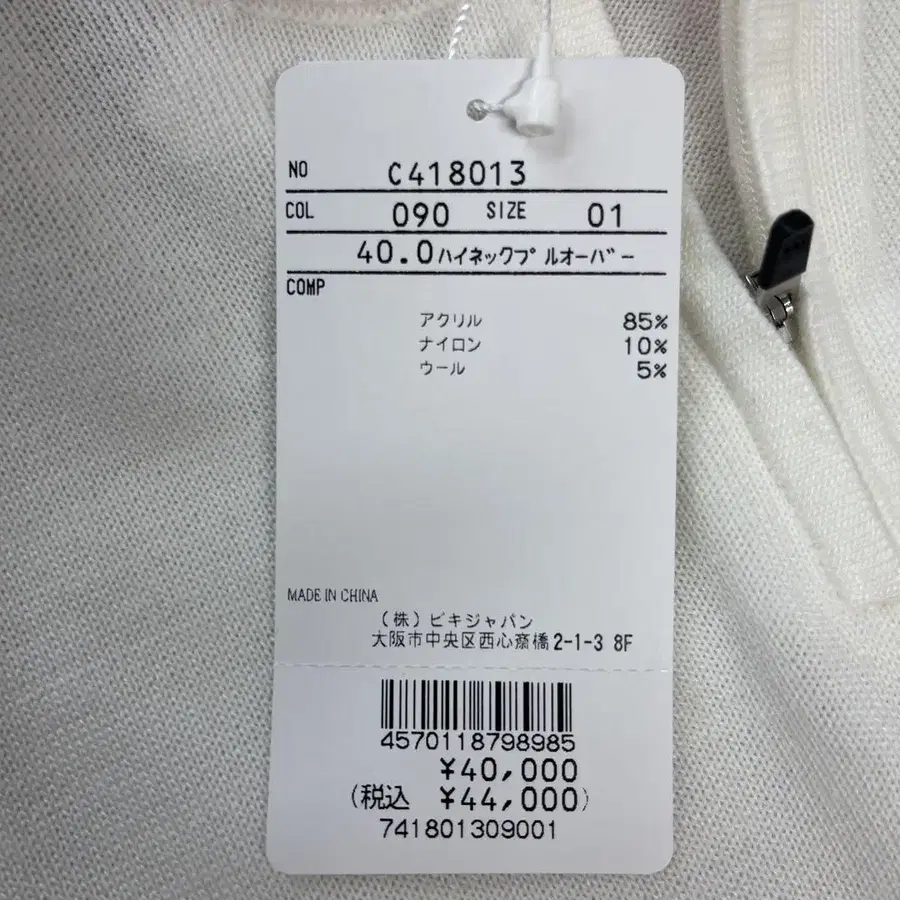 NO C418013
COL 090 SIZE 01
40.0ハイネックプルオーバー
COMP
アクリル 85%
ナイロン 10%
ウール 5%
MADE IN CHINA
(株)ビキジャパン
大阪市中央区西心斎橋2-1-3 8F
4570118798985
¥40,000
(税込 ¥44,000)
741801309001